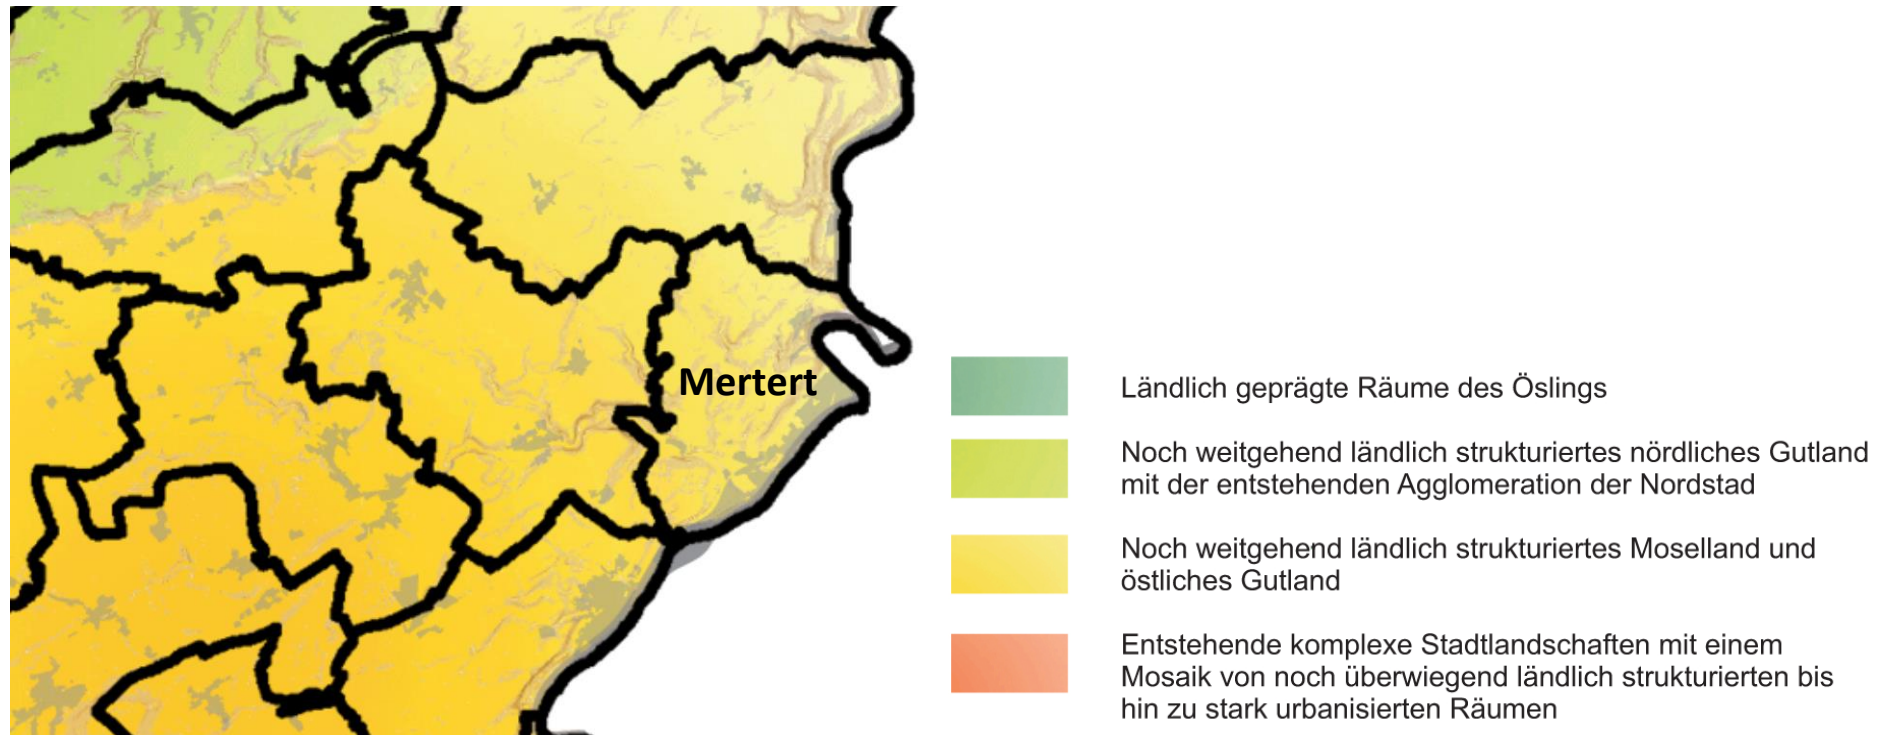 Mertert
Ländlich geprägte Räume des Öslings
Noch weitgehend ländlich strukturiertes nördliches Gutland
mit der entstehenden Agglomeration der Nordstad
Noch weitgehend ländlich strukturiertes Moselland und
östliches Gutland
Entstehende komplexe Stadtlandschaften mit einem
Mosaik von noch überwiegend ländlich strukturierten bis
hin zu stark urbanisierten Räumen